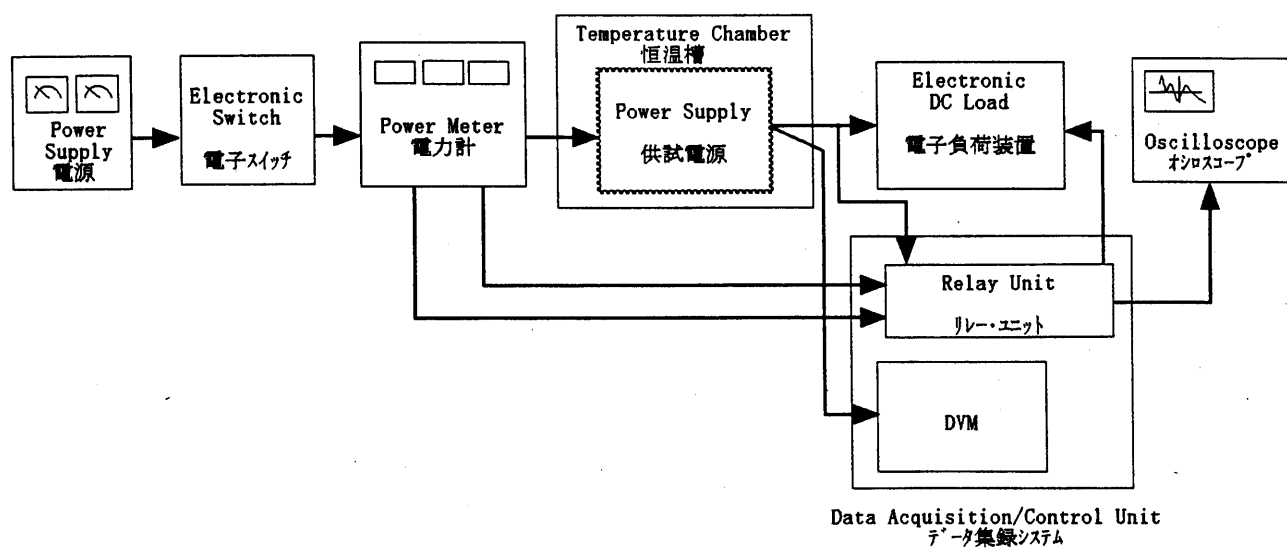 Power
Supply
電源
Electronic
Switch
電子スイッチ
Power Meter
電力計
Temperature Chamber
恒温槽
Power Supply
供試電源
Electronic
DC Load
電子負荷装置
Oscilloscope
オシロスコープ
Relay Unit
リレー・ユニット
DVM
Data Acquisition/Control Unit
データ集録システム